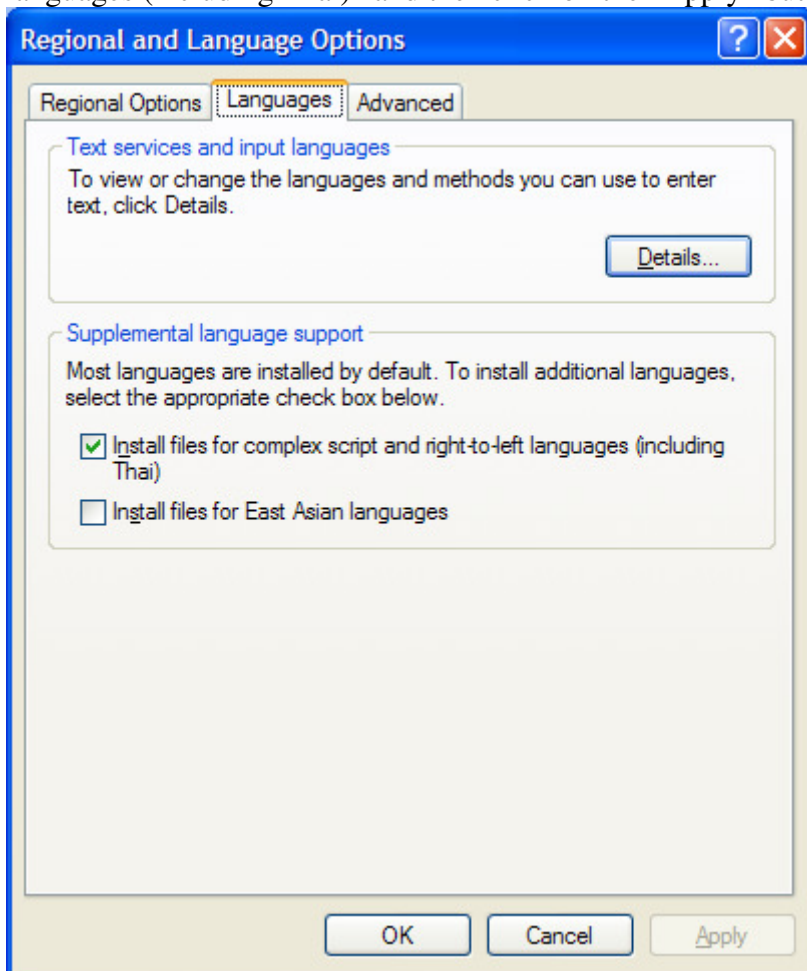 Regional and Language Options
Regional Options Languages Advanced
Text services and input languages
To view or change the languages and methods you can use to enter
text, click Details.
Details...
Supplemental language support
Most languages are installed by default. To install additional languages,
select the appropriate check box below.
Install files for complex script and right-to-left languages (including
Thai)
Install files for East Asian languages
OK Cancel Apply